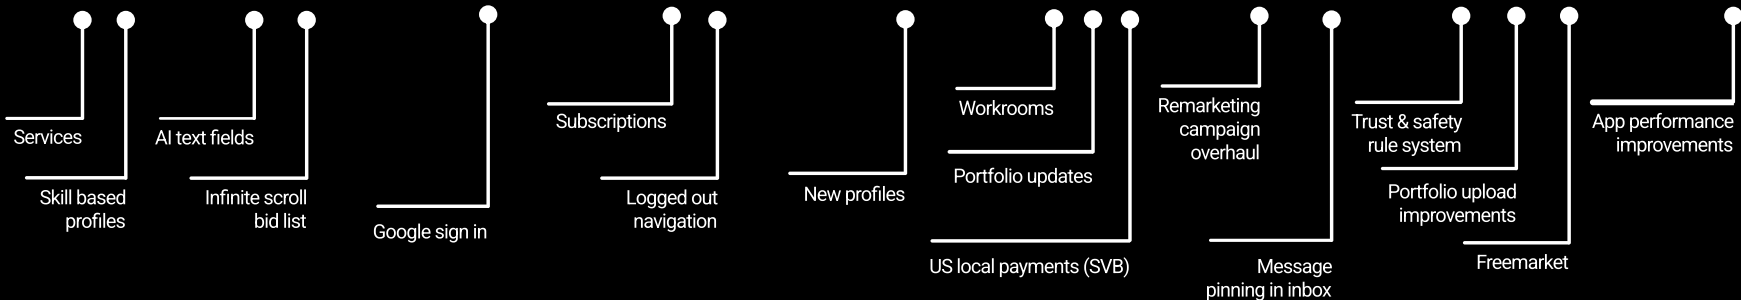 Services
Skill based
profiles
AI text fields
Infinite scroll
bid list
Google sign in
Subscriptions
Logged out
navigation
New profiles
Workrooms
Portfolio updates
US local payments (SVB)
Remarketing
campaign
overhaul
Message
pinning in inbox
Trust & safety
rule system
Portfolio upload
improvements
Freemarket
App performance
improvements